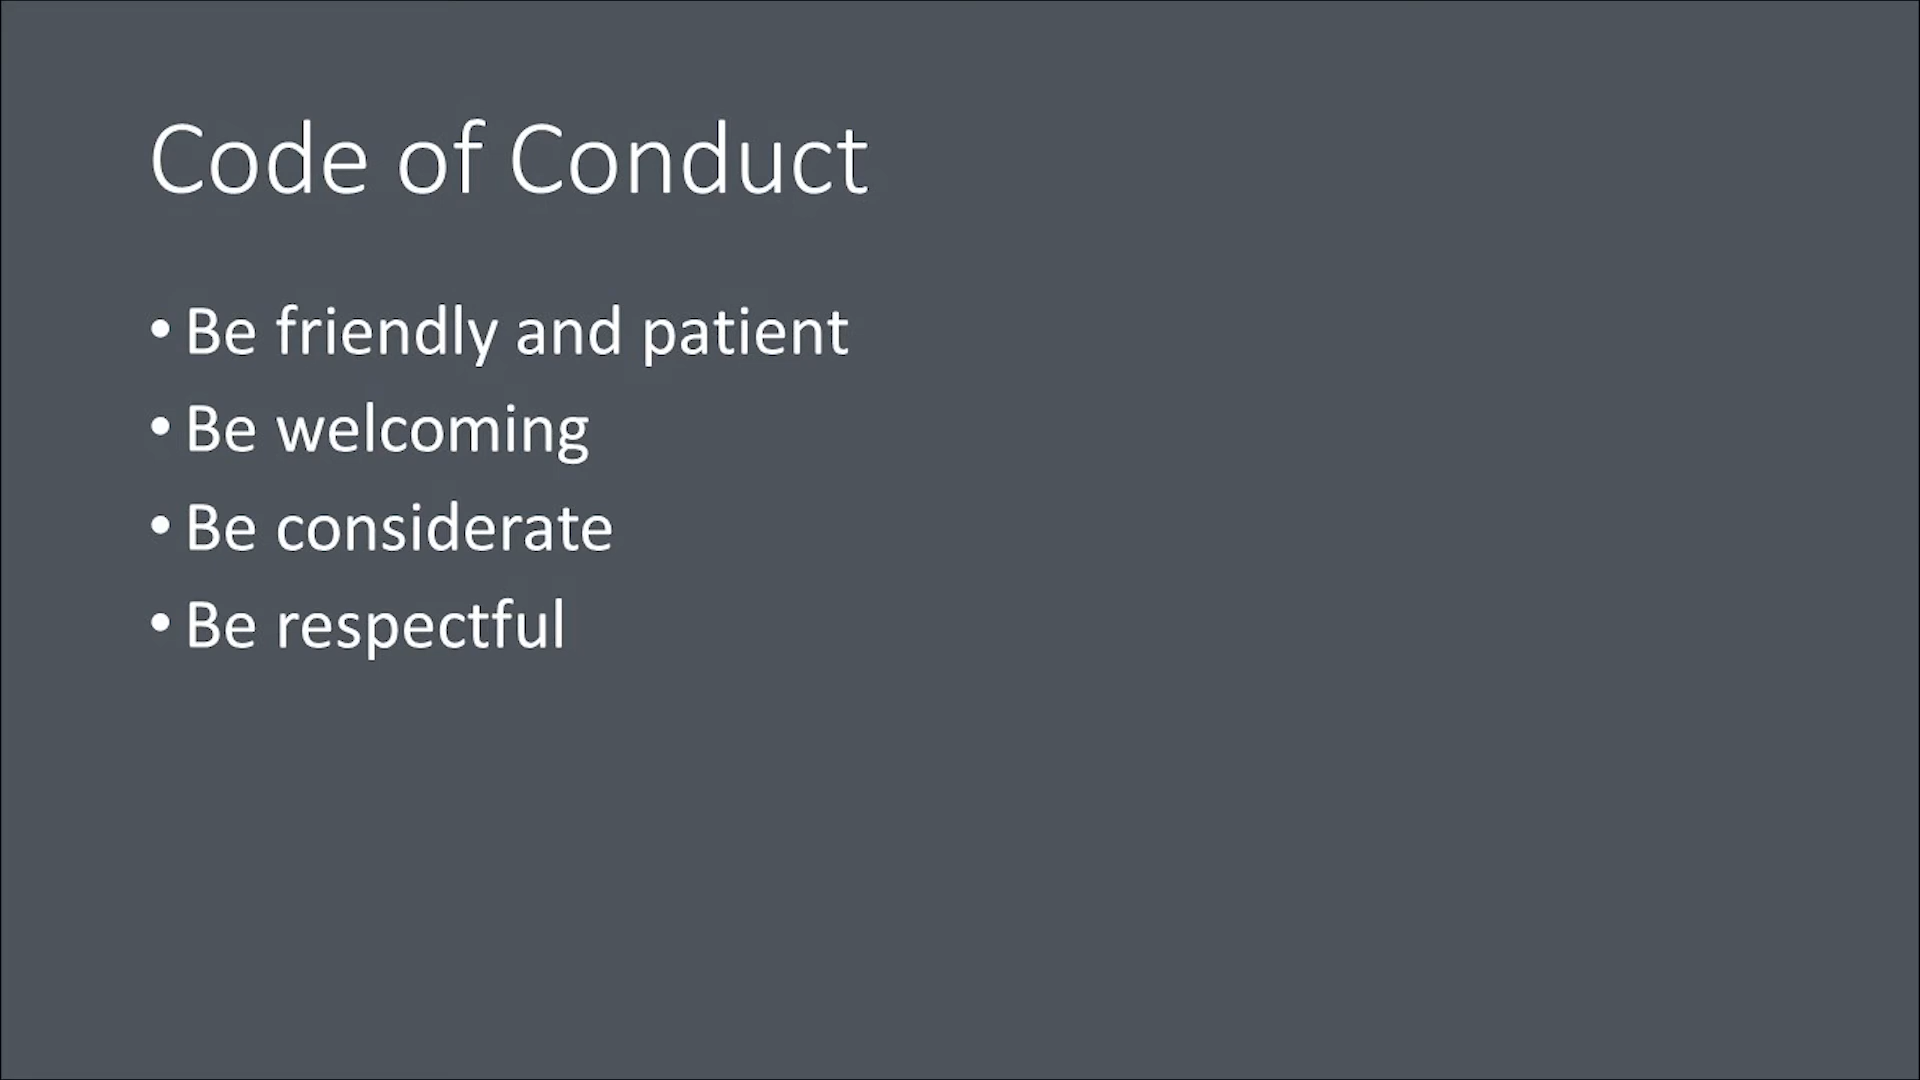 Code of Conduct
• Be friendly and patient
• Be welcoming
• Be considerate
• Be respectful